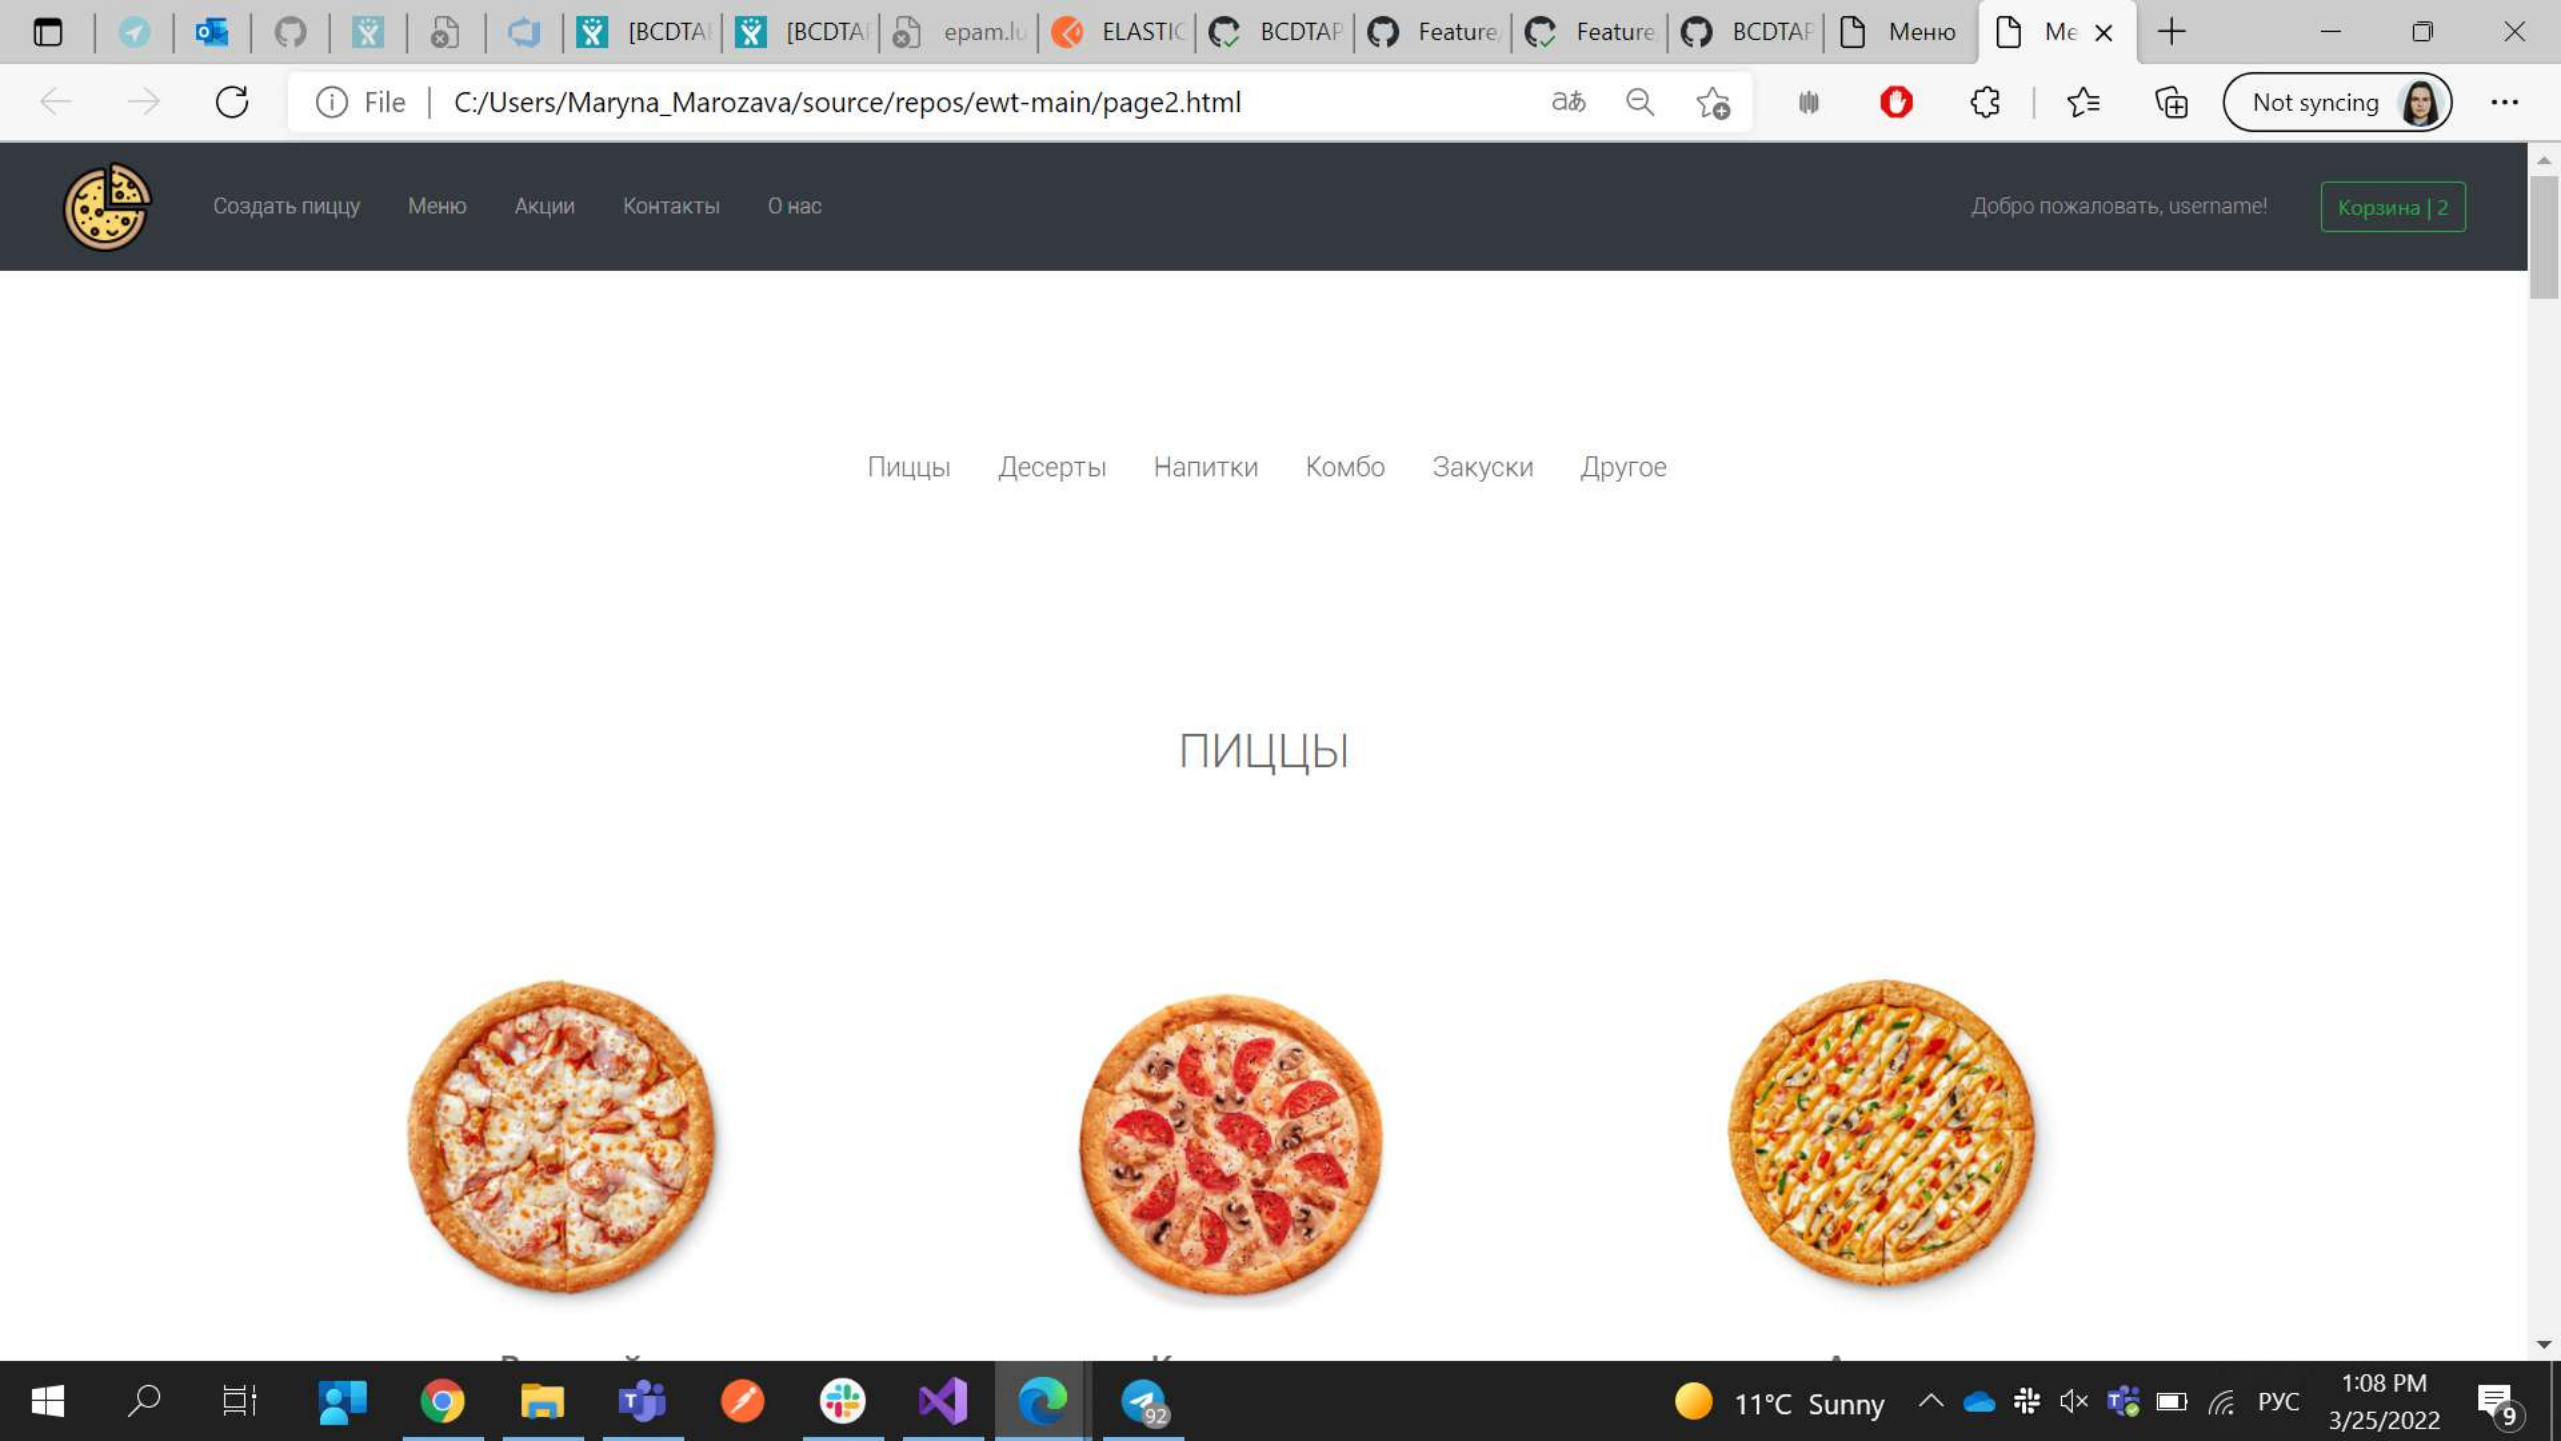 [BCDTA [BCDTA epam.lu ELASTIC BCDTAP Feature, Feature BCDTAP Меню Ме
File | C:/Users/Maryna_Marozava/source/repos/ewt-main/page2.html Not syncing
Создать пиццу Меню Акции Контакты О нас Добро пожаловать, username! Корзина | 2
Пиццы Десерты Напитки Комбо Закуски Другое
ПИЦЦЫ
92 11°C Sunny РУС 1:08 PM
3/25/2022 9